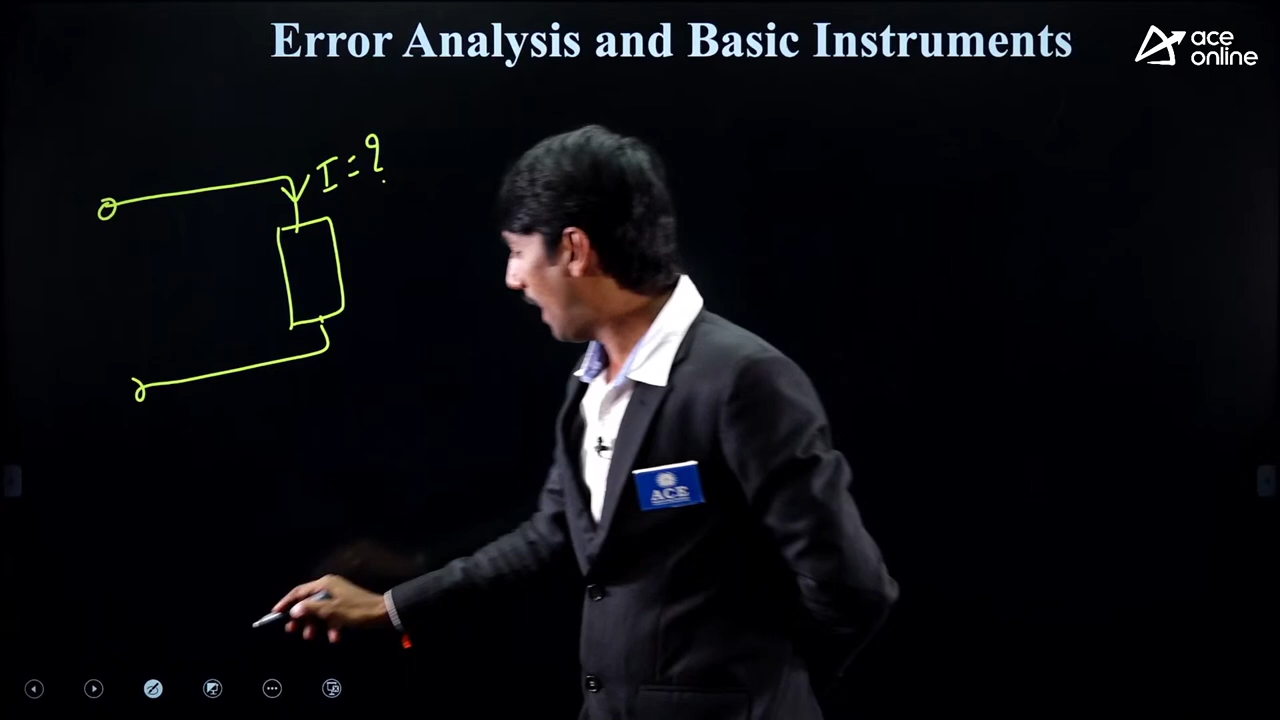 Error Analysis and Basic Instruments
ace
online
I = ?
ACE